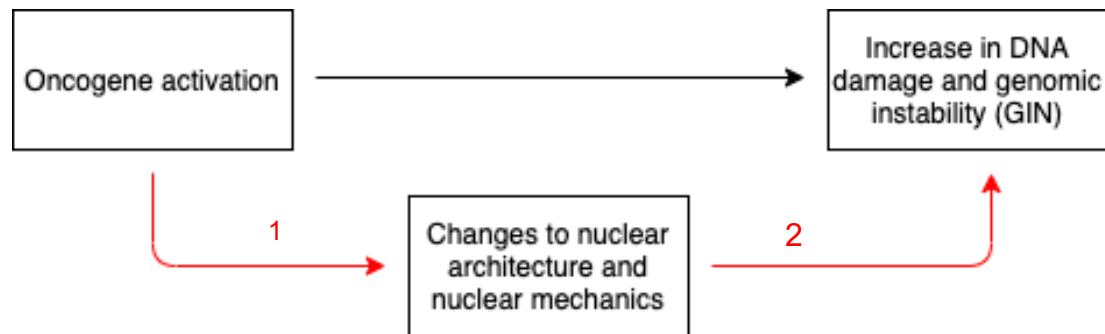 Oncogene activation
Increase in DNA
damage and genomic
instability (GIN)
1
2
Changes to nuclear
architecture and
nuclear mechanics